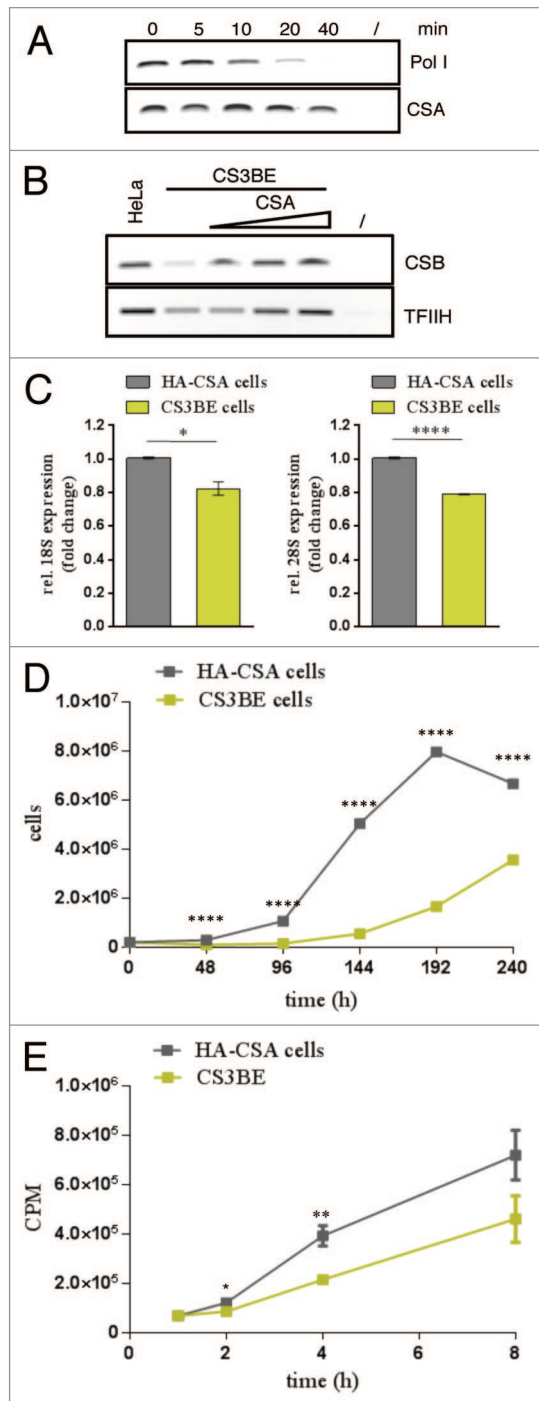 A
0 5 10 20 40 / min
Pol I
CSA
B
HeLa
CS3BE
CSA
/
CSB
TFIIH
C
HA-CSA cells
CS3BE cells
rel. 18S expression
(fold change)
1.2
1.0
0.8
0.6
0.4
0.2
0.0
*
HA-CSA cells
CS3BE cells
rel. 28S expression
(fold change)
1.2
1.0
0.8
0.6
0.4
0.2
0.0
****
D
HA-CSA cells
CS3BE cells
cells
1.0×10⁷
8.0×10⁶
6.0×10⁶
4.0×10⁶
2.0×10⁶
0
**** **** **** **** ****
0 48 96 144 192 240
time (h)
E
HA-CSA cells
CS3BE
CPM
1.0×10⁶
8.0×10⁵
6.0×10⁵
4.0×10⁵
2.0×10⁵
0
* **
0 2 4 6 8
time (h)